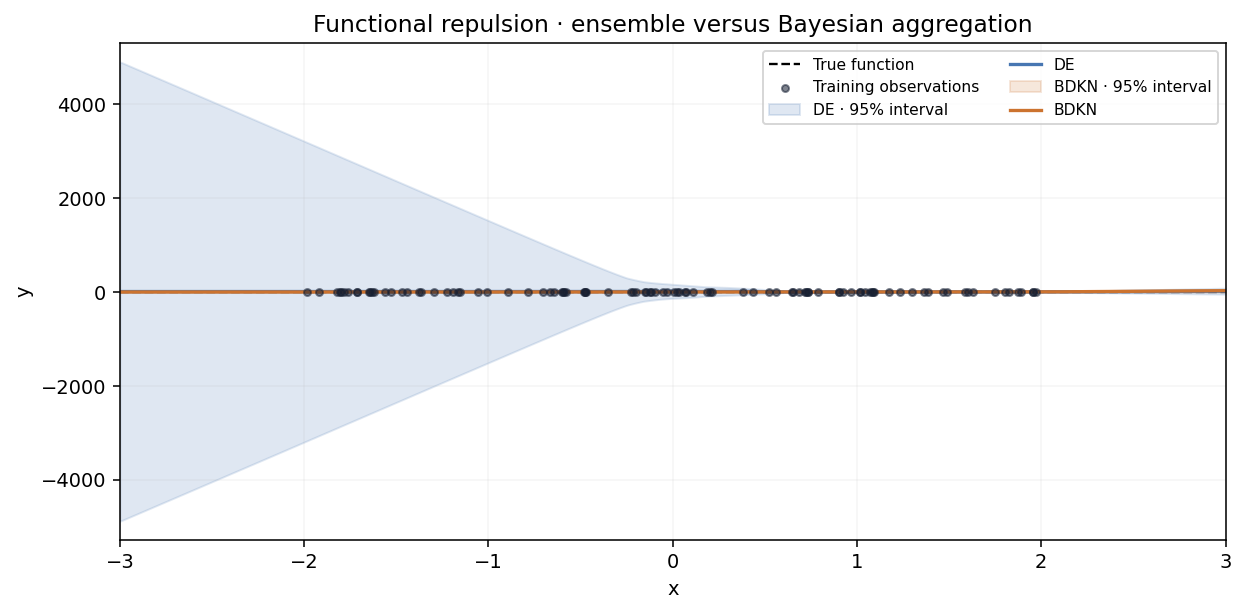 Functional repulsion · ensemble versus Bayesian aggregation
True function
Training observations
DE · 95% interval
DE
BDKN · 95% interval
BDKN
4000
2000
0
−2000
−4000
y
−3
−2
−1
0
1
2
3
x